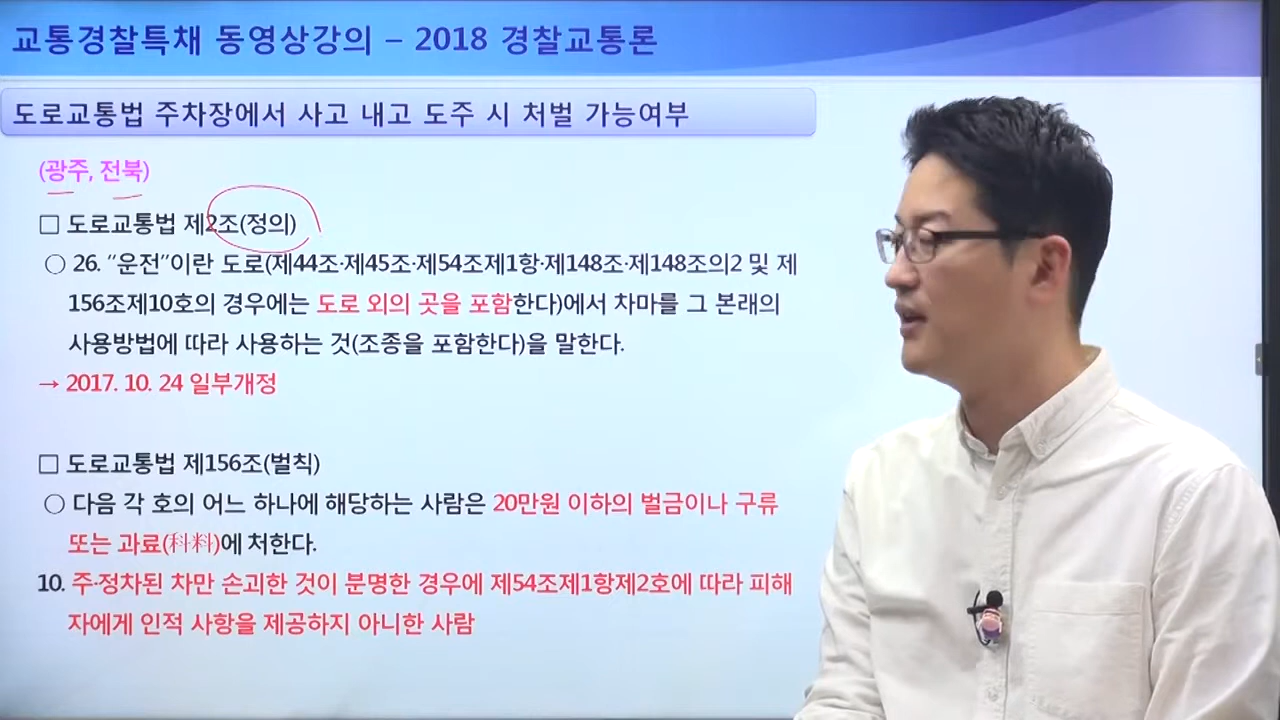 교통경찰특채 동영상강의 – 2018 경찰교통론
도로교통법 주차장에서 사고 내고 도주 시 처벌 가능여부
(광주, 전북)
□ 도로교통법 제2조(정의)
○ 26. "운전"이란 도로(제44조·제45조·제54조제1항·제148조·제148조의2 및 제
156조제10호의 경우에는 도로 외의 곳을 포함한다)에서 차마를 그 본래의
사용방법에 따라 사용하는 것(조종을 포함한다)을 말한다.
→ 2017. 10. 24 일부개정
□ 도로교통법 제156조(벌칙)
○ 다음 각 호의 어느 하나에 해당하는 사람은 20만원 이하의 벌금이나 구류
또는 과료(科料)에 처한다.
10. 주·정차된 차만 손괴한 것이 분명한 경우에 제54조제1항제2호에 따라 피해
자에게 인적 사항을 제공하지 아니한 사람